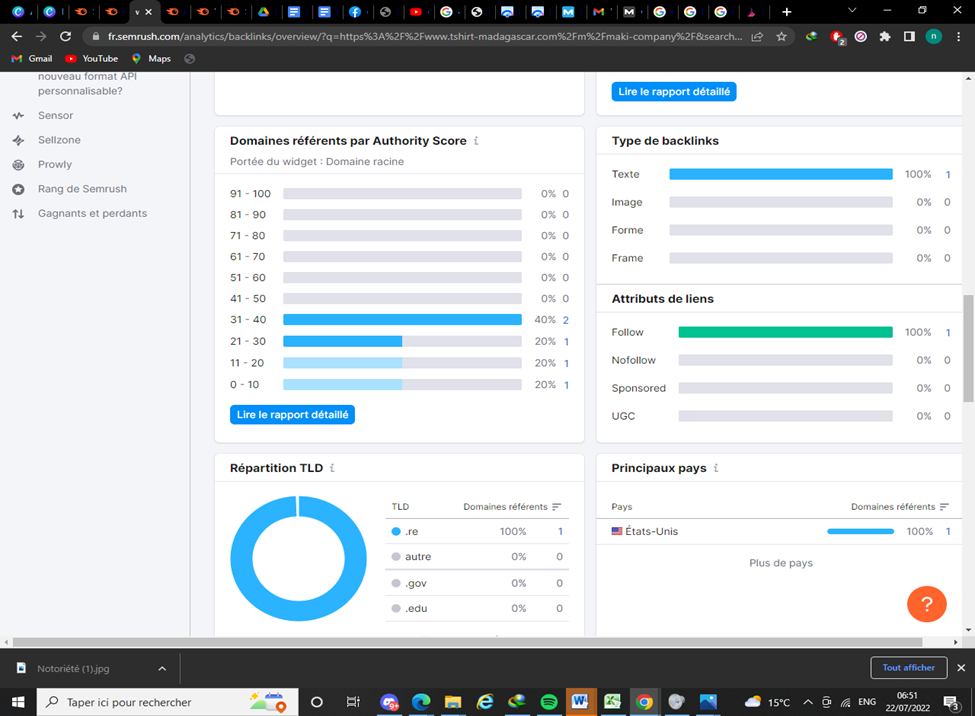 fr.semrush.com/analytics/backlinks/overview/?q=https%3A%2F%2Fwww.tshirt-madagascar.com%2Fm%2Fmaki-company%2F&search...
Gmail YouTube Maps
nouveau format API
personnalisable?
Sensor
Sellzone
Prowly
Rang de Semrush
Gagnants et perdants
Domaines référents par Authority Score i
Portée du widget : Domaine racine
91 - 100 0% 0
81 - 90 0% 0
71 - 80 0% 0
61 - 70 0% 0
51 - 60 0% 0
41 - 50 0% 0
31 - 40 40% 2
21 - 30 20% 1
11 - 20 20% 1
0 - 10 20% 1
Lire le rapport détaillé
Lire le rapport détaillé
Type de backlinks
Texte 100% 1
Image 0% 0
Forme 0% 0
Frame 0% 0
Attributs de liens
Follow 100% 1
Nofollow 0% 0
Sponsored 0% 0
UGC 0% 0
Répartition TLD i
TLD Domaines référents
.re 100% 1
autre 0% 0
.gov 0% 0
.edu 0% 0
Principaux pays i
Pays Domaines référents
États-Unis 100% 1
Plus de pays
?
Notoriété (1).jpg
Tout afficher
Taper ici pour rechercher
15°C
ENG
06:51
22/07/2022